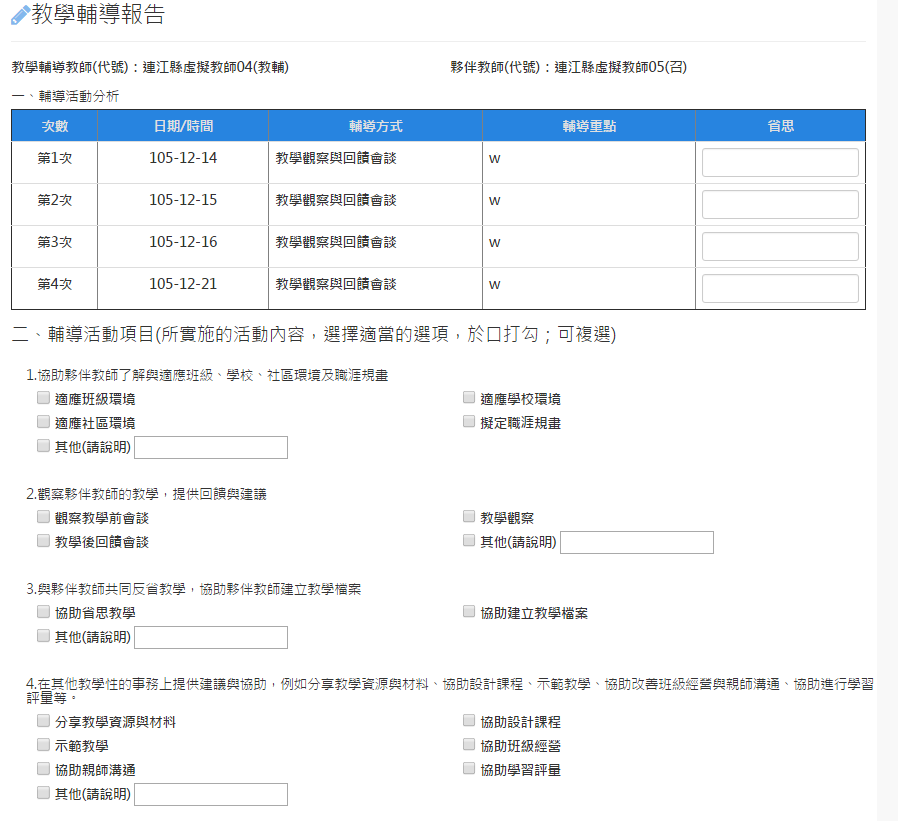 教學輔導報告
教學輔導教師(代號)：連江縣虛擬教師04(教輔) 夥伴教師(代號)：連江縣虛擬教師05(召)
一、輔導活動分析
次數 日期/時間 輔導方式 輔導重點 省思
第1次 105-12-14 教學觀察與回饋會談 w
第2次 105-12-15 教學觀察與回饋會談 w
第3次 105-12-16 教學觀察與回饋會談 w
第4次 105-12-21 教學觀察與回饋會談 w
二、輔導活動項目(所實施的活動內容，選擇適當的選項，於口打勾；可複選)
1.協助夥伴教師了解與適應班級、學校、社區環境及職涯規畫
適應班級環境 適應學校環境
適應社區環境 擬定職涯規畫
其他(請說明)
2.觀察夥伴教師的教學，提供回饋與建議
觀察教學前會談 教學觀察
教學後回饋會談 其他(請說明)
3.與夥伴教師共同反省教學，協助夥伴教師建立教學檔案
協助省思教學 協助建立教學檔案
其他(請說明)
4.在其他教學性的事務上提供建議與協助，例如分享教學資源與材料、協助設計課程、示範教學、協助改善班級經營與親師溝通、協助進行學習
評量等。
分享教學資源與材料 協助設計課程
示範教學 協助班級經營
協助親師溝通 協助學習評量
其他(請說明)